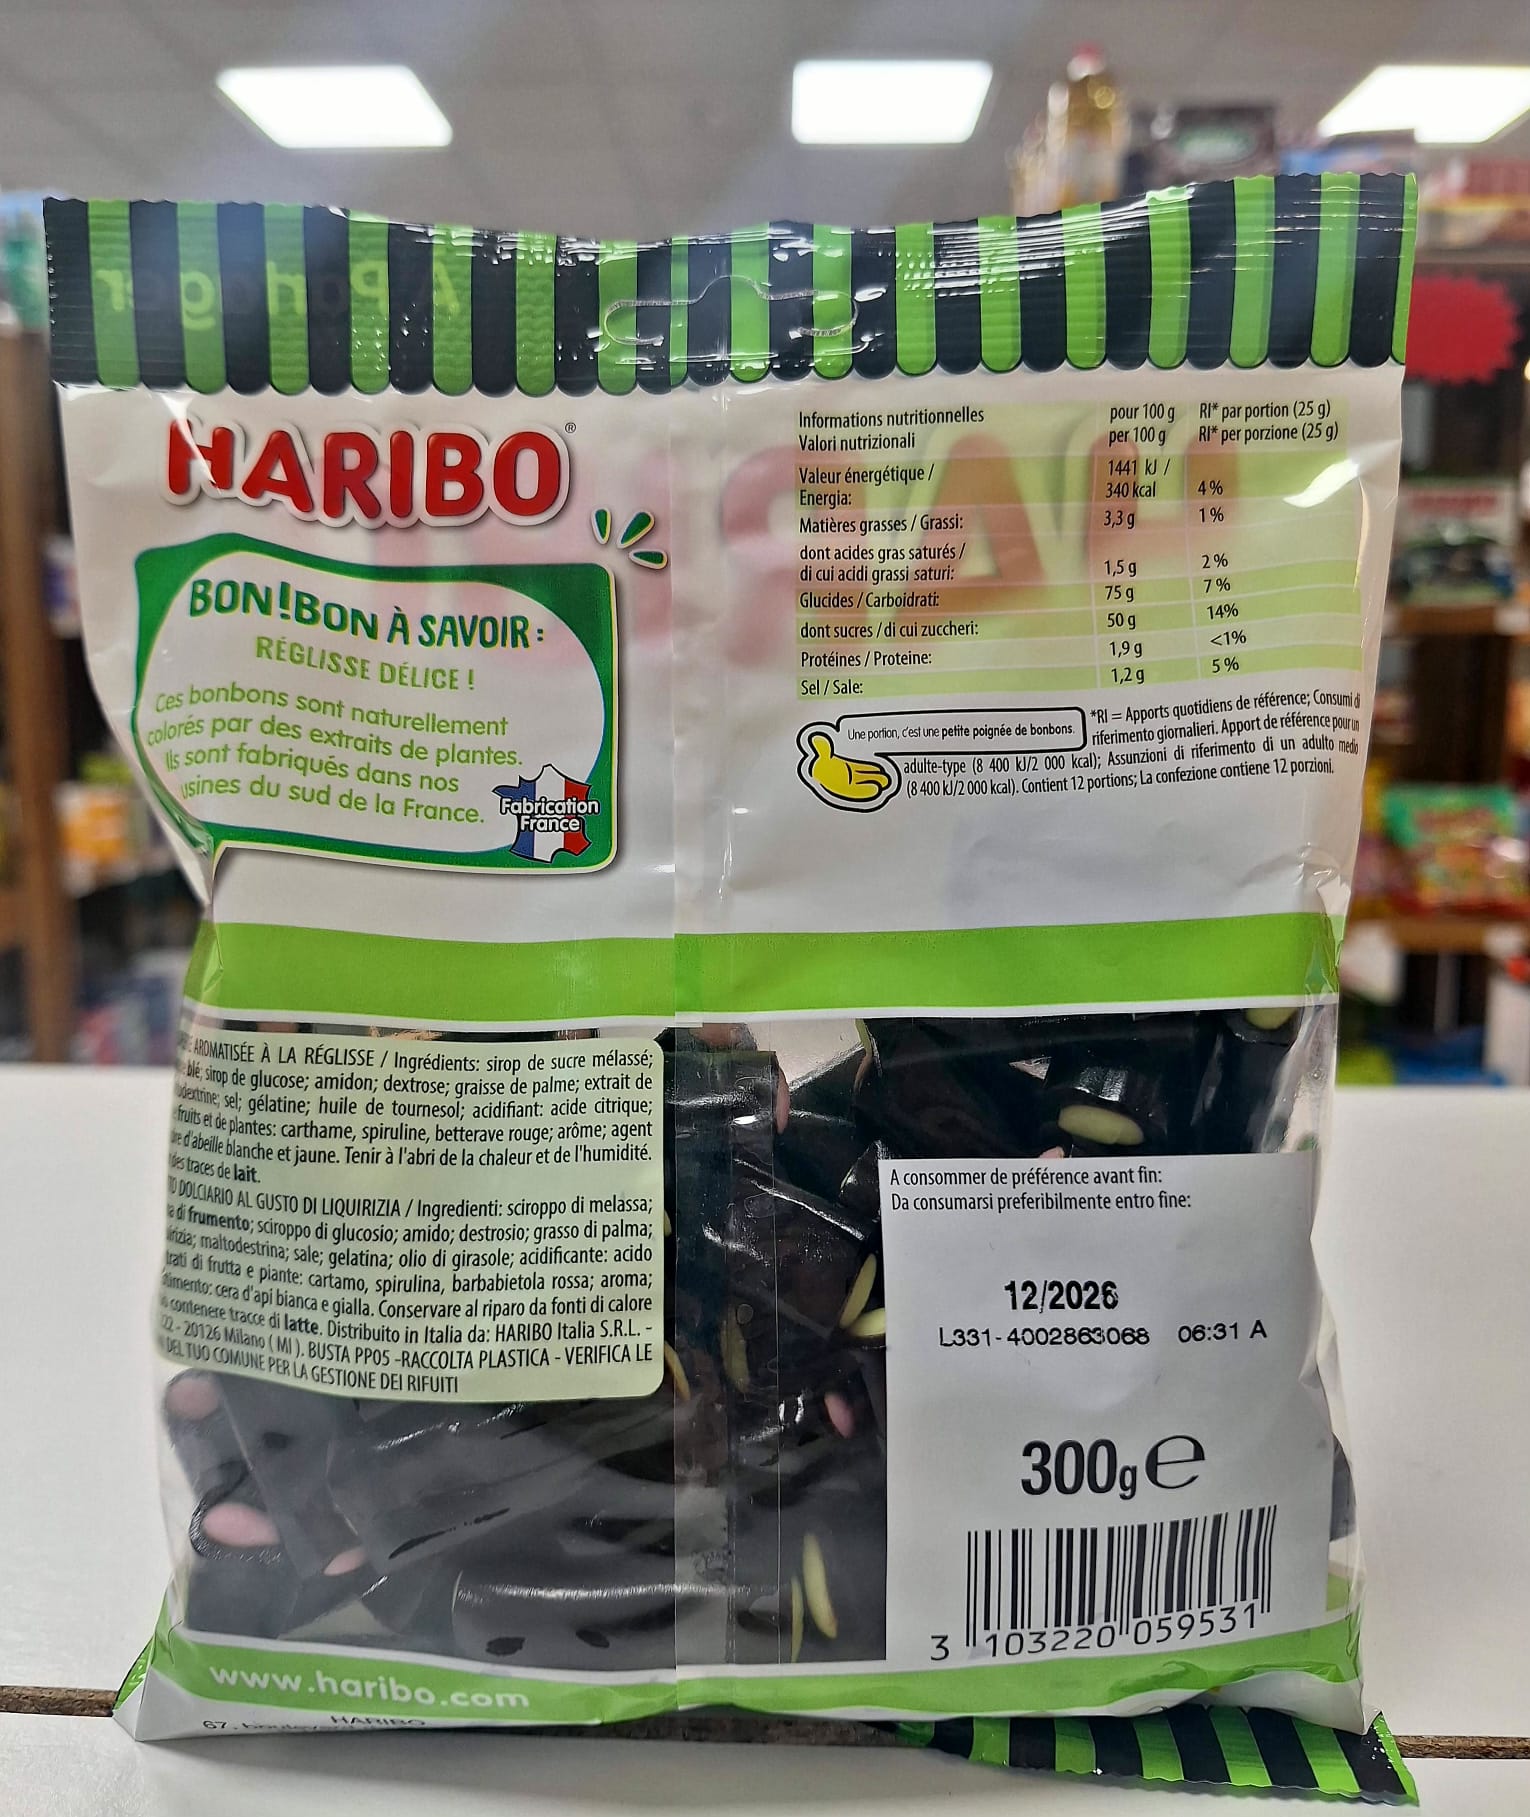 HARIBO®
BON!BON À SAVOIR :
RÉGLISSE DÉLICE !
Ces bonbons sont naturellement
colorés par des extraits de plantes.
Ils sont fabriqués dans nos
usines du sud de la France.
Fabrication
France
Informations nutritionnelles pour 100 g RI* par portion (25 g)
Valori nutrizionali per 100 g RI* per porzione (25 g)
Valeur énergétique / 1441 kJ /
Energia: 340 kcal 4 %
Matières grasses / Grassi: 3,3 g 1 %
dont acides gras saturés /
di cui acidi grassi saturi: 1,5 g 2 %
Glucides / Carboidrati: 75 g 7 %
dont sucres / di cui zuccheri: 50 g 14%
Protéines / Proteine: 1,9 g <1%
Sel / Sale: 1,2 g 5 %
Une portion, c'est une petite poignée de bonbons.
*RI = Apports quotidiens de référence; Consumi di
riferimento giornalieri. Apport de référence pour un
adulte-type (8 400 kJ/2 000 kcal); Assunzioni di riferimento di un adulto medio
(8 400 kJ/2 000 kcal). Contient 12 portions; La confezione contiene 12 porzioni.
AROMATISÉE À LA RÉGLISSE / Ingrédients: sirop de sucre mélassé;
blé; sirop de glucose; amidon; dextrose; graisse de palme; extrait de
sel; gélatine; huile de tournesol; acidifiant: acide citrique;
fruits et de plantes: carthame, spiruline, betterave rouge; arôme; agent
d'abeille blanche et jaune. Tenir à l'abri de la chaleur et de l'humidité.
des traces de lait.
DOLCIARIO AL GUSTO DI LIQUIRIZIA / Ingredienti: sciroppo di melassa;
di frumento; sciroppo di glucosio; amido; destrosio; grasso di palma;
maltodestrina; sale; gelatina; olio di girasole; acidificante: acido
di frutta e piante: cartamo, spirulina, barbabietola rossa; aroma;
cera d'api bianca e gialla. Conservare al riparo da fonti di calore
contenere tracce di latte. Distribuito in Italia da: HARIBO Italia S.R.L. -
22 - 20126 Milano ( MI ). BUSTA PP05 -RACCOLTA PLASTICA - VERIFICA LE
DEL TUO COMUNE PER LA GESTIONE DEI RIFIUTI
A consommer de préférence avant fin:
Da consumarsi preferibilmente entro fine:
12/2026
L331-4002863068 06:31 A
300g e
3 103220 059531
www.haribo.com
HARIBO
67,